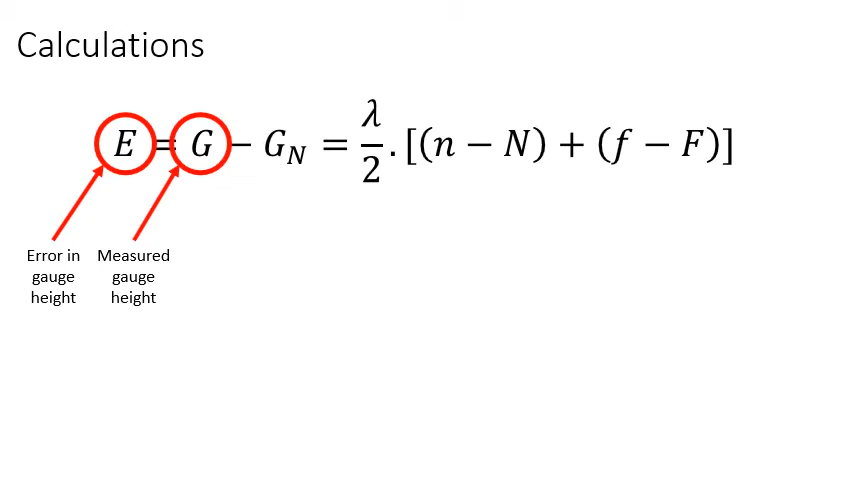 Calculations
E = G − G_N = λ/2 . [(n − N) + (f − F)]
Error in
gauge
height
Measured
gauge
height